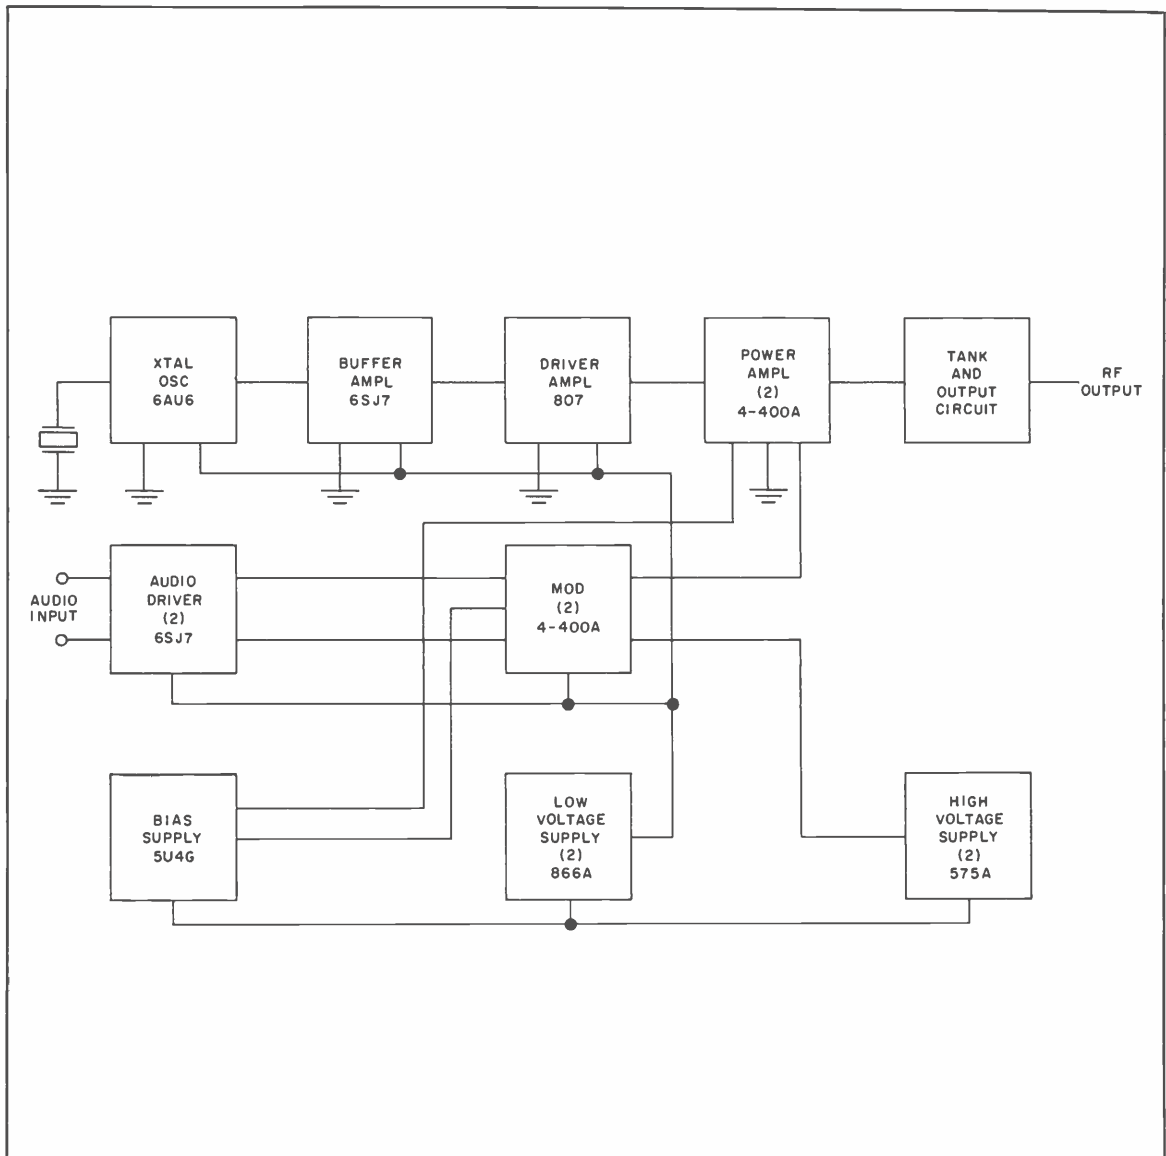 XTAL
OSC
6AU6
BUFFER
AMPL
6SJ7
DRIVER
AMPL
807
POWER
AMPL
(2)
4-400A
TANK
AND
OUTPUT
CIRCUIT
RF
OUTPUT
AUDIO
INPUT
AUDIO
DRIVER
(2)
6SJ7
MOD
(2)
4-400A
BIAS
SUPPLY
5U4G
LOW
VOLTAGE
SUPPLY
(2)
866A
HIGH
VOLTAGE
SUPPLY
(2)
575A